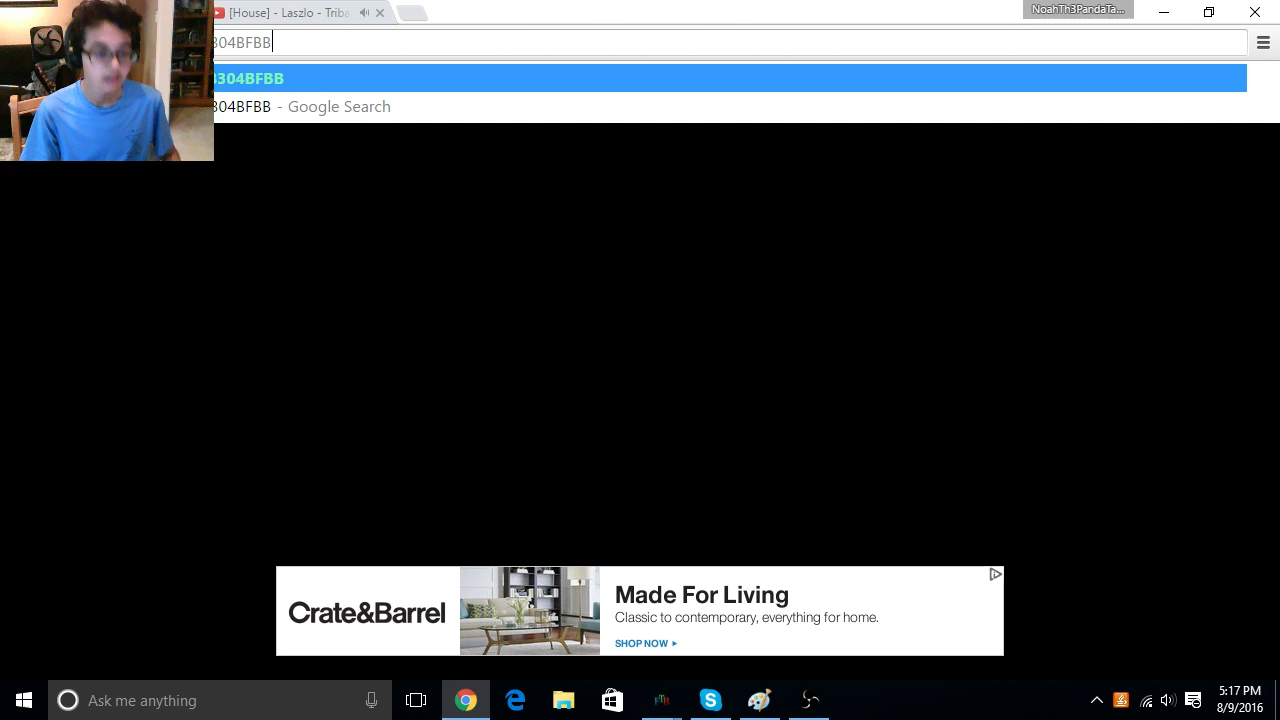 [House] - Laszlo - Triba
NoahTh3PandaTa...
304BFBB
304BFBB
304BFBB - Google Search
Crate&Barrel
Made For Living
Classic to contemporary, everything for home.
SHOP NOW
Ask me anything
FTB
5:17 PM
8/9/2016